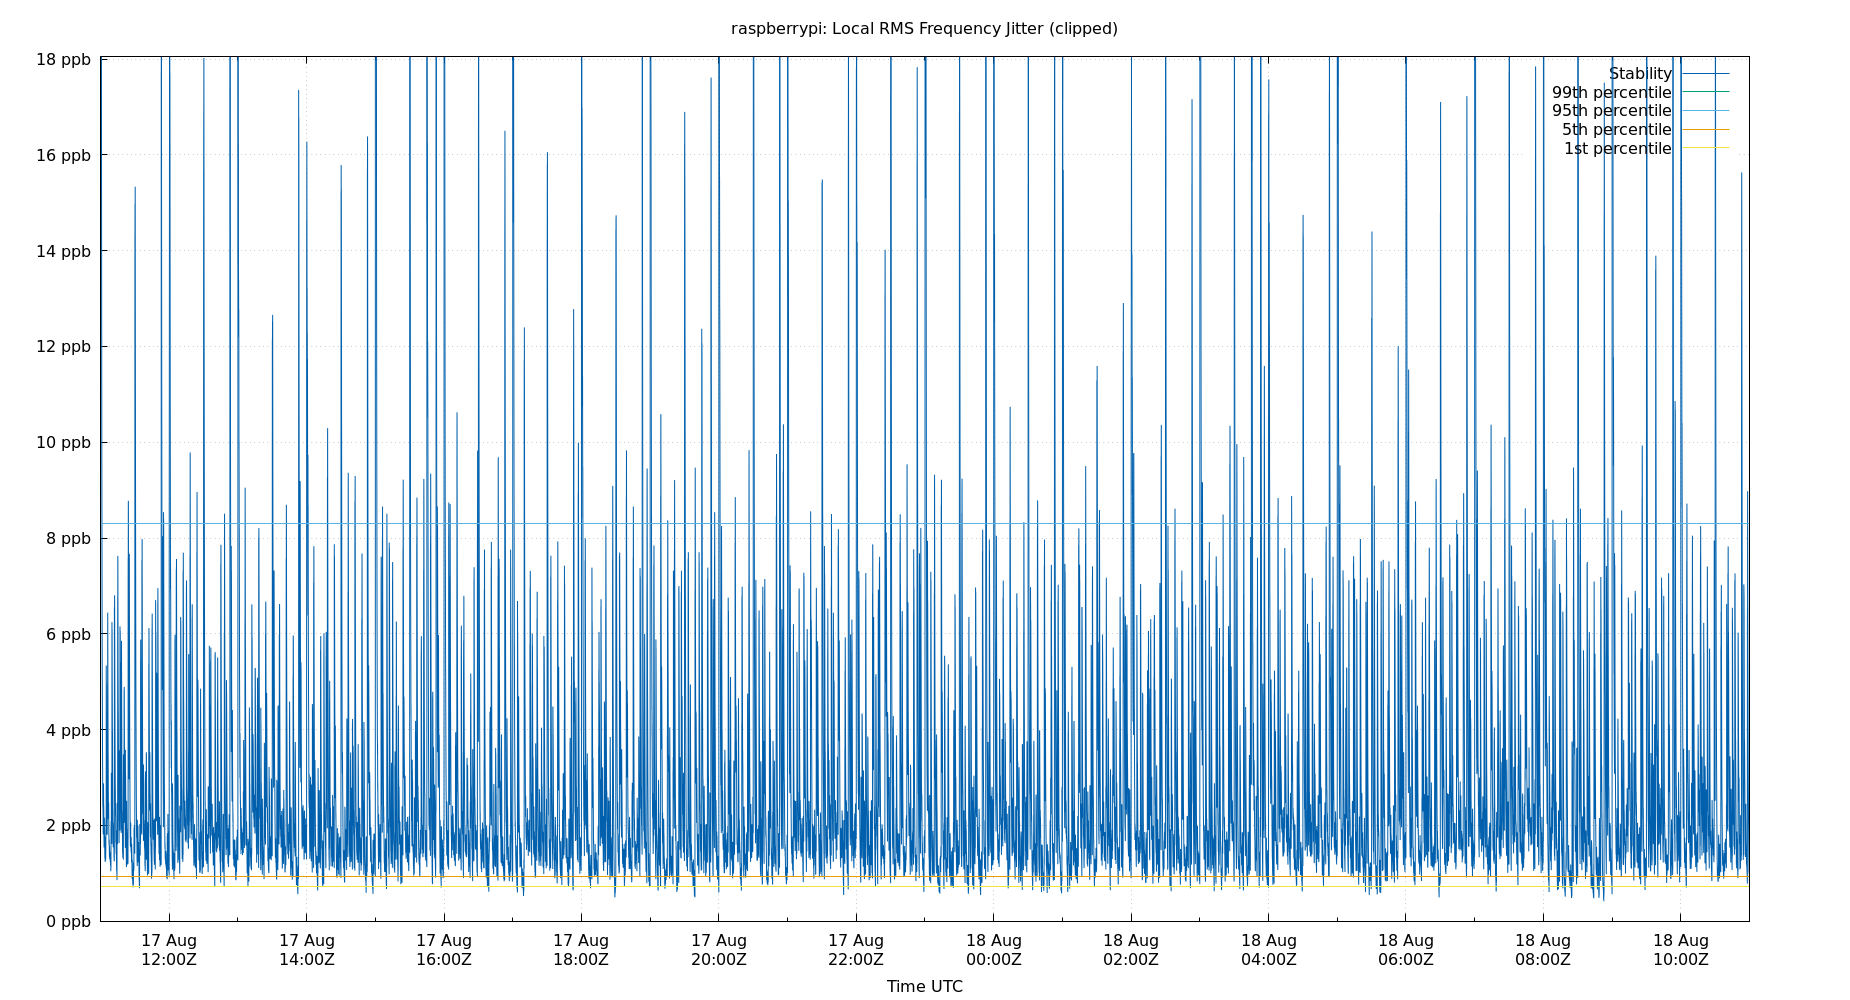 raspberrypi: Local RMS Frequency Jitter (clipped)
18 ppb
16 ppb
14 ppb
12 ppb
10 ppb
8 ppb
6 ppb
4 ppb
2 ppb
0 ppb
Stability
99th percentile
95th percentile
5th percentile
1st percentile
17 Aug 17 Aug 17 Aug 17 Aug 17 Aug 17 Aug 18 Aug 18 Aug 18 Aug 18 Aug 18 Aug 18 Aug
12:00Z 14:00Z 16:00Z 18:00Z 20:00Z 22:00Z 00:00Z 02:00Z 04:00Z 06:00Z 08:00Z 10:00Z
Time UTC